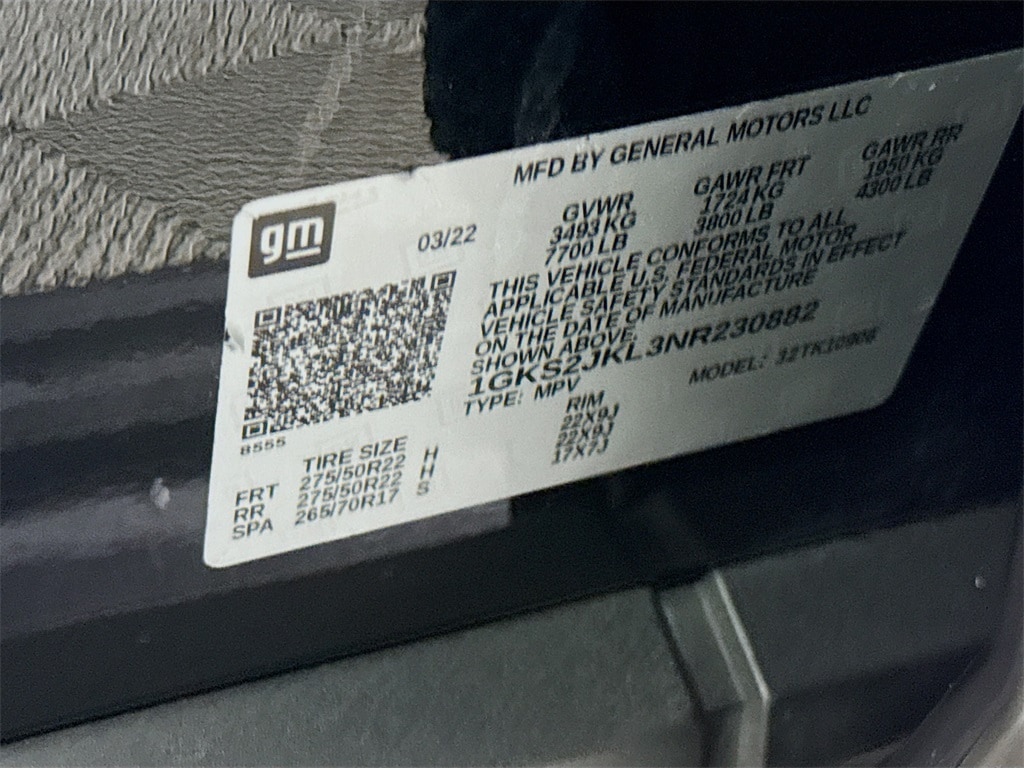 MFD BY GENERAL MOTORS LLC
gm
03/22
GVWR GAWR FRT GAWR RR
3493 KG 1724 KG 1950 KG
7700 LB 3800 LB 4300 LB
THIS VEHICLE CONFORMS TO ALL
APPLICABLE U.S. FEDERAL MOTOR
VEHICLE SAFETY STANDARDS IN EFFECT
ON THE DATE OF MANUFACTURE
SHOWN ABOVE.
1GKS2JKL3NR230882
TYPE: MPV MODEL:
8555
TIRE SIZE RIM
FRT 275/50R22 H 22X9J
RR 275/50R22 H 22X9J
SPA 265/70R17 S 17X7J